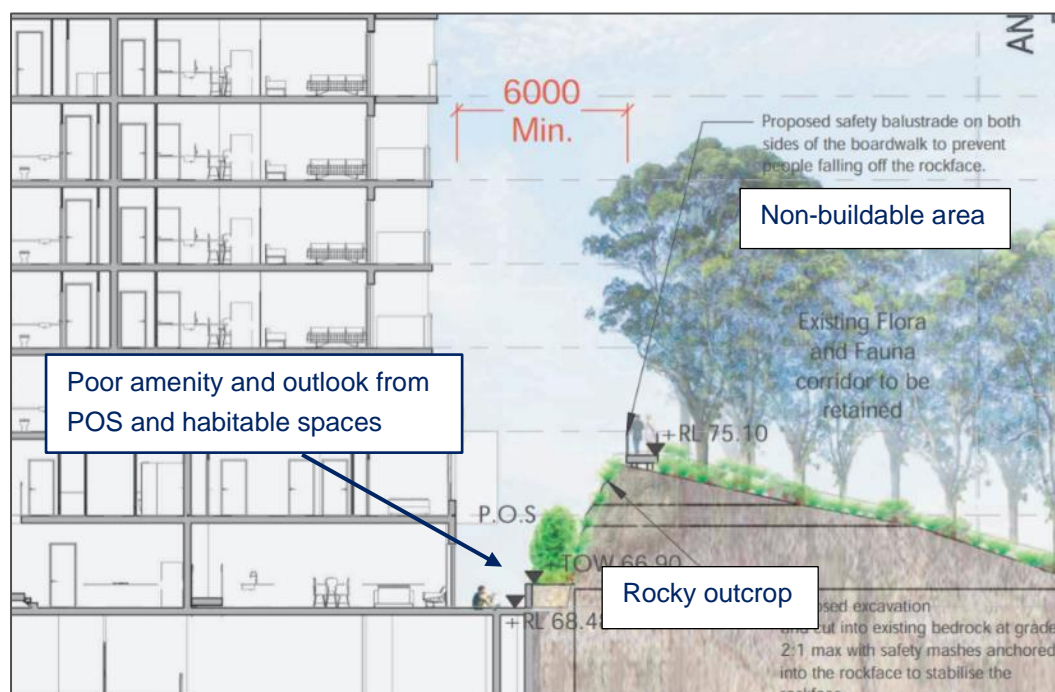 AN
6000
Min.
Proposed safety balustrade on both
sides of the boardwalk to prevent
people falling off the rockface.
Non-buildable area
Existing Flora
and Fauna
corridor to be
retained
Poor amenity and outlook from
POS and habitable spaces
+RL 75.10
P.O.S
+TOW 66.90
Rocky outcrop
+RL 68.48
excavation
cut into existing bedrock at grade
2:1 max with safety mashes anchored
into the rockface to stabilise the